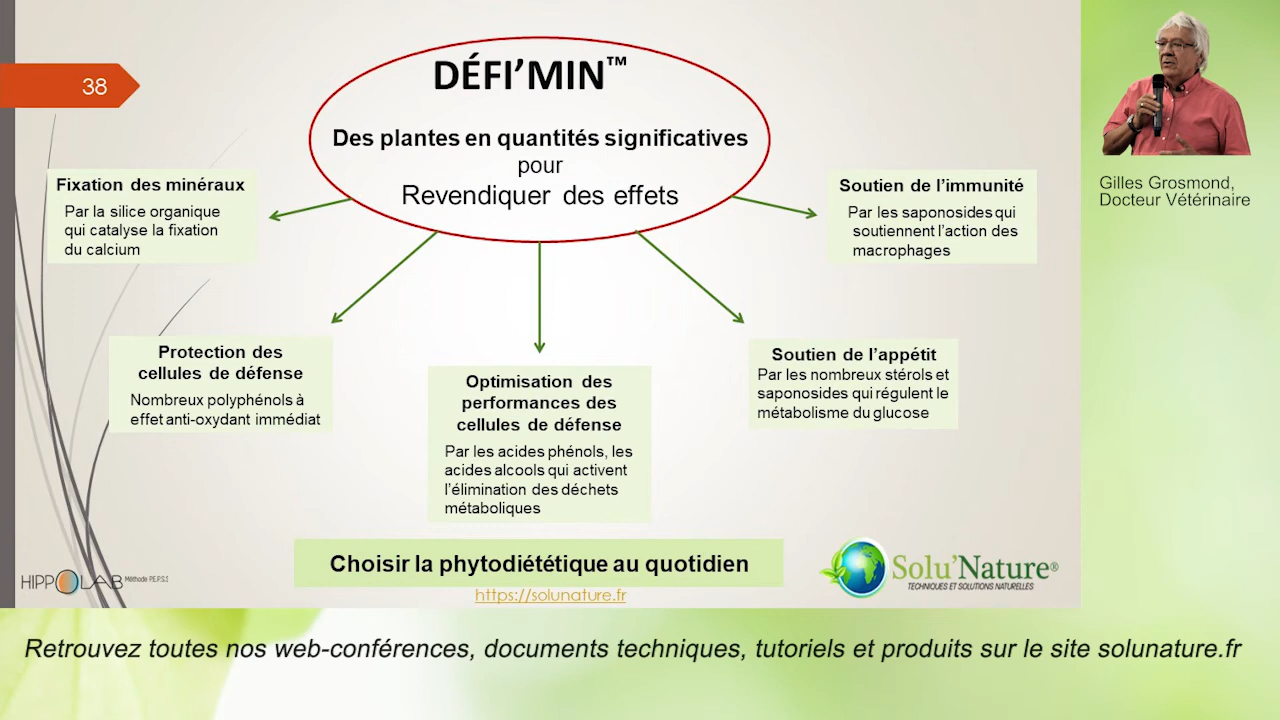 38
DÉFI’MIN™
Des plantes en quantités significatives
pour
Revendiquer des effets
Fixation des minéraux
Par la silice organique
qui catalyse la fixation
du calcium
Soutien de l’immunité
Par les saponosides qui
soutiennent l’action des
macrophages
Gilles Grosmond,
Docteur Vétérinaire
Protection des
cellules de défense
Nombreux polyphénols à
effet anti-oxydant immédiat
Optimisation des
performances des
cellules de défense
Par les acides phénols, les
acides alcools qui activent
l’élimination des déchets
métaboliques
Soutien de l’appétit
Par les nombreux stérols et
saponosides qui régulent le
métabolisme du glucose
Choisir la phytodiététique au quotidien
https://solunature.fr
HIPPOLAB Méthode P.E.P.S.S
Solu’Nature®
TECHNIQUES ET SOLUTIONS NATURELLES
Retrouvez toutes nos web-conférences, documents techniques, tutoriels et produits sur le site solunature.fr